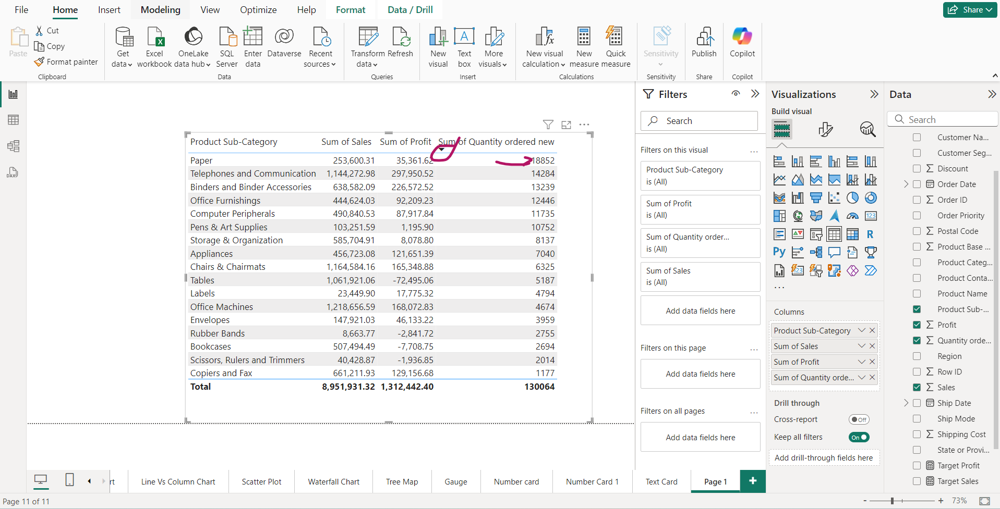 File Home Insert Modeling View Optimize Help Format Data / Drill Share
Paste
Cut
Copy
Format painter
Clipboard
Get data
Excel workbook
OneLake data hub
SQL Server
Enter data
Dataverse
Recent sources
Data
Transform data
Refresh
Queries
New visual
Text box
More visuals
Insert
New visual calculation
New measure
Quick measure
Calculations
Sensitivity
Sensitivity
Publish
Share
Copilot
Copilot
Product Sub-Category Sum of Sales Sum of Profit Sum of Quantity ordered new
Paper 253,600.31 35,361.62 18852
Telephones and Communication 1,144,272.98 297,950.52 14284
Binders and Binder Accessories 638,582.09 226,572.52 13239
Office Furnishings 444,624.03 92,209.23 12446
Computer Peripherals 490,840.53 87,917.84 11735
Pens & Art Supplies 103,251.59 1,195.90 10752
Storage & Organization 585,704.91 8,078.80 8137
Appliances 456,723.08 121,651.39 7040
Chairs & Chairmats 1,164,584.16 165,348.88 6325
Tables 1,061,921.06 -72,495.06 5187
Labels 23,449.90 17,775.32 4794
Office Machines 1,218,656.59 168,072.83 4674
Envelopes 147,921.03 46,133.22 3959
Rubber Bands 8,663.77 -2,841.72 2755
Bookcases 507,494.49 -7,708.75 2694
Scissors, Rulers and Trimmers 40,428.87 -1,936.85 2014
Copiers and Fax 661,211.93 129,156.68 1177
Total 8,951,931.32 1,312,442.40 130064
Filters
Search
Filters on this visual ...
Product Sub-Category
is (All)
Sum of Profit
is (All)
Sum of Quantity order...
is (All)
Sum of Sales
is (All)
Add data fields here
Filters on this page ...
Add data fields here
Filters on all pages ...
Add data fields here
Visualizations
Build visual
123
R
Py
123
...
Columns
Product Sub-Category
Sum of Sales
Sum of Profit
Sum of Quantity orde...
Drill through
Cross-report Off
Keep all filters On
Add drill-through fields here
Data
Search
Customer Na...
Customer Seg...
Discount
Order Date
Order ID
Order Priority
Postal Code
Product Base ...
Product Categ...
Product Conta...
Product Name
Product Sub-...
Profit
Quantity orde...
Region
Row ID
Sales
Ship Date
Ship Mode
Shipping Cost
State or Provi...
Target Profit
Target Sales
DAX
rt Line Vs Column Chart Scatter Plot Waterfall Chart Tree Map Gauge Number card Number Card 1 Text Card Page 1 +
Page 11 of 11 - + 73%